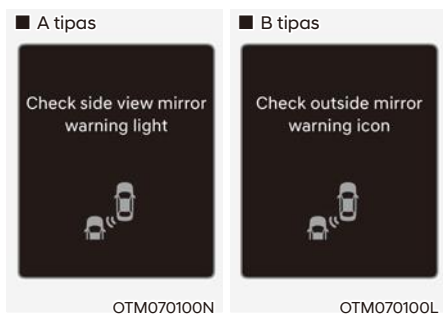 ■ A tipas
Check side view mirror
warning light
OTM070100N
■ B tipas
Check outside mirror
warning icon
OTM070100L